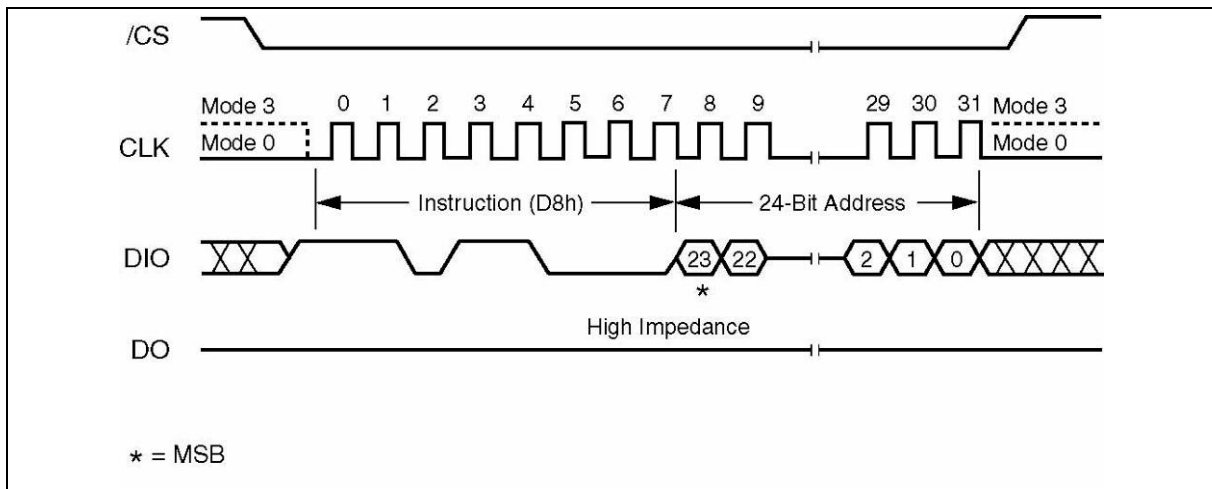 /CS
Mode 3 0 1 2 3 4 5 6 7 8 9 29 30 31 Mode 3
CLK Mode 0 Mode 0
Instruction (D8h) 24-Bit Address
DIO 23 22 2 1 0
*
High Impedance
DO
* = MSB